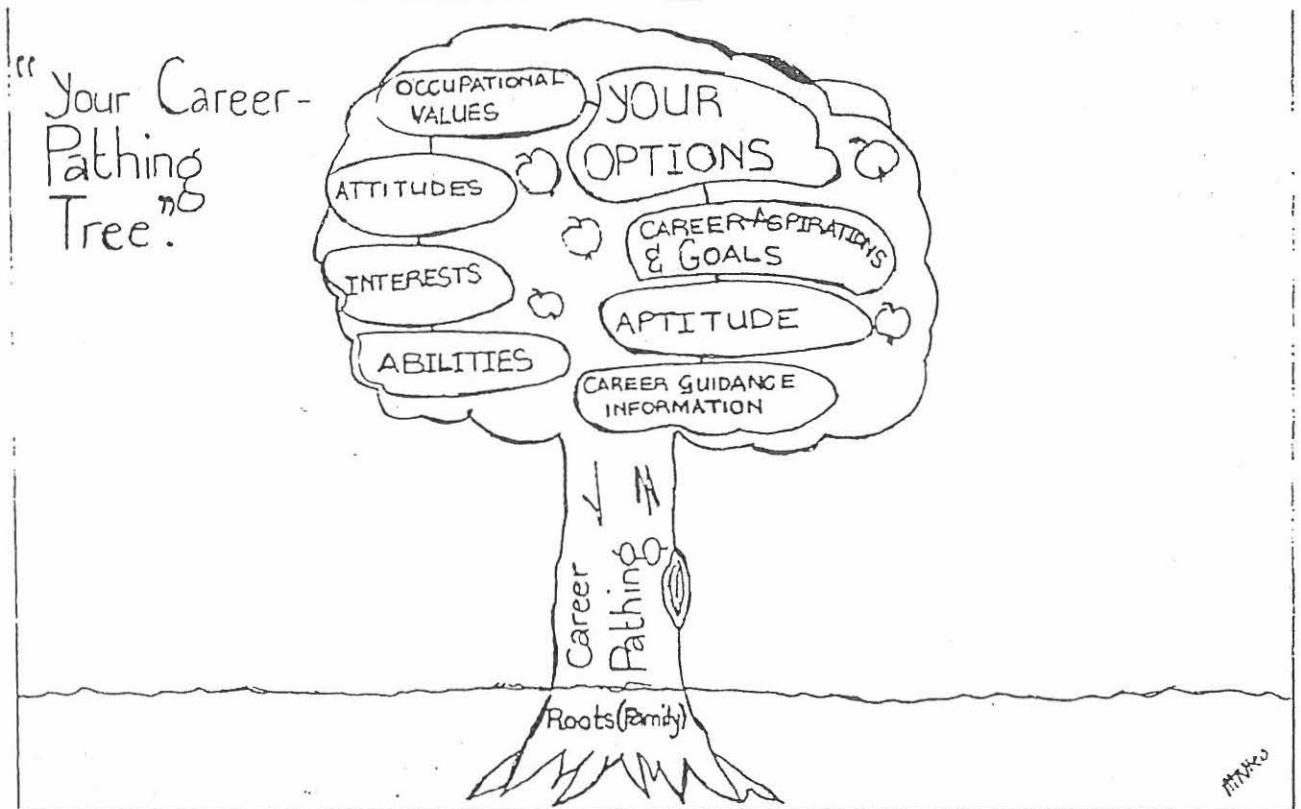 "Your Career-
Pathing
Tree."
OCCUPATIONAL
VALUES
ATTITUDES
INTERESTS
ABILITIES
YOUR
OPTIONS
CAREER-ASPIRATIONS
& GOALS
APTITUDE
CAREER GUIDANCE
INFORMATION
Career
Pathing
Roots(Family)